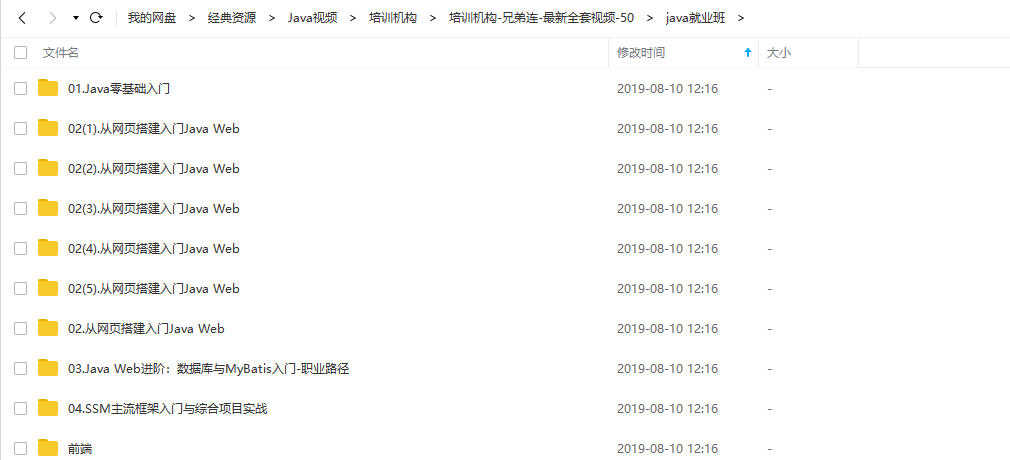 我的网盘 > 经典资源 > Java视频 > 培训机构 > 培训机构-兄弟连-最新全套视频-50 > java就业班 >
文件名 修改时间 大小
01.Java零基础入门 2019-08-10 12:16 -
02(1).从网页搭建入门Java Web 2019-08-10 12:16 -
02(2).从网页搭建入门Java Web 2019-08-10 12:16 -
02(3).从网页搭建入门Java Web 2019-08-10 12:16 -
02(4).从网页搭建入门Java Web 2019-08-10 12:16 -
02(5).从网页搭建入门Java Web 2019-08-10 12:16 -
02.从网页搭建入门Java Web 2019-08-10 12:16 -
03.Java Web进阶：数据库与MyBatis入门-职业路径 2019-08-10 12:16 -
04.SSM主流框架入门与综合项目实战 2019-08-10 12:16 -
前端 2019-08-10 12:16 -